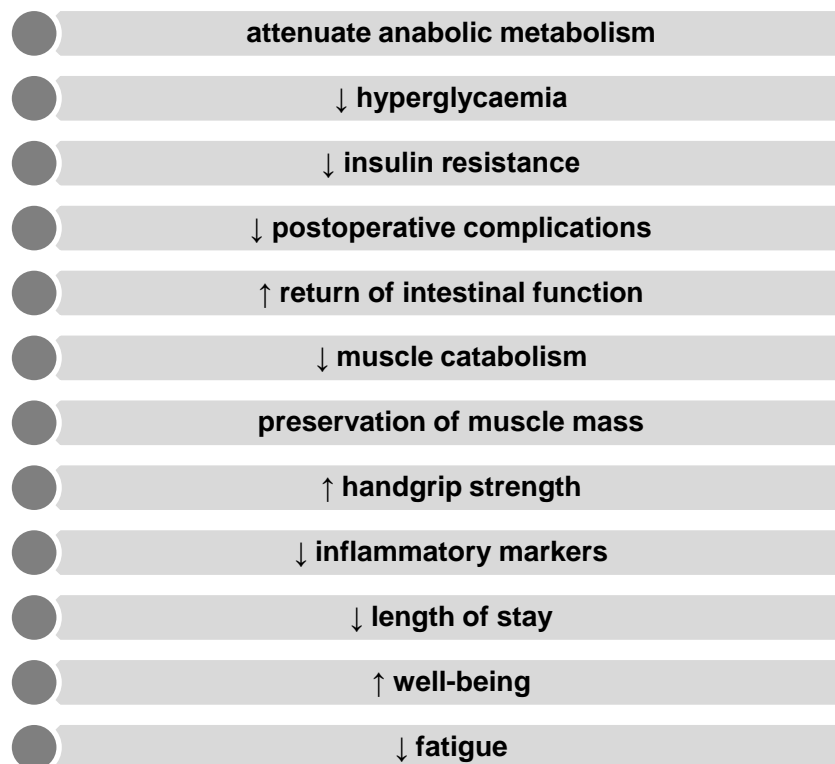 attenuate anabolic metabolism
↓ hyperglycaemia
↓ insulin resistance
↓ postoperative complications
↑ return of intestinal function
↓ muscle catabolism
preservation of muscle mass
↑ handgrip strength
↓ inflammatory markers
↓ length of stay
↑ well-being
↓ fatigue